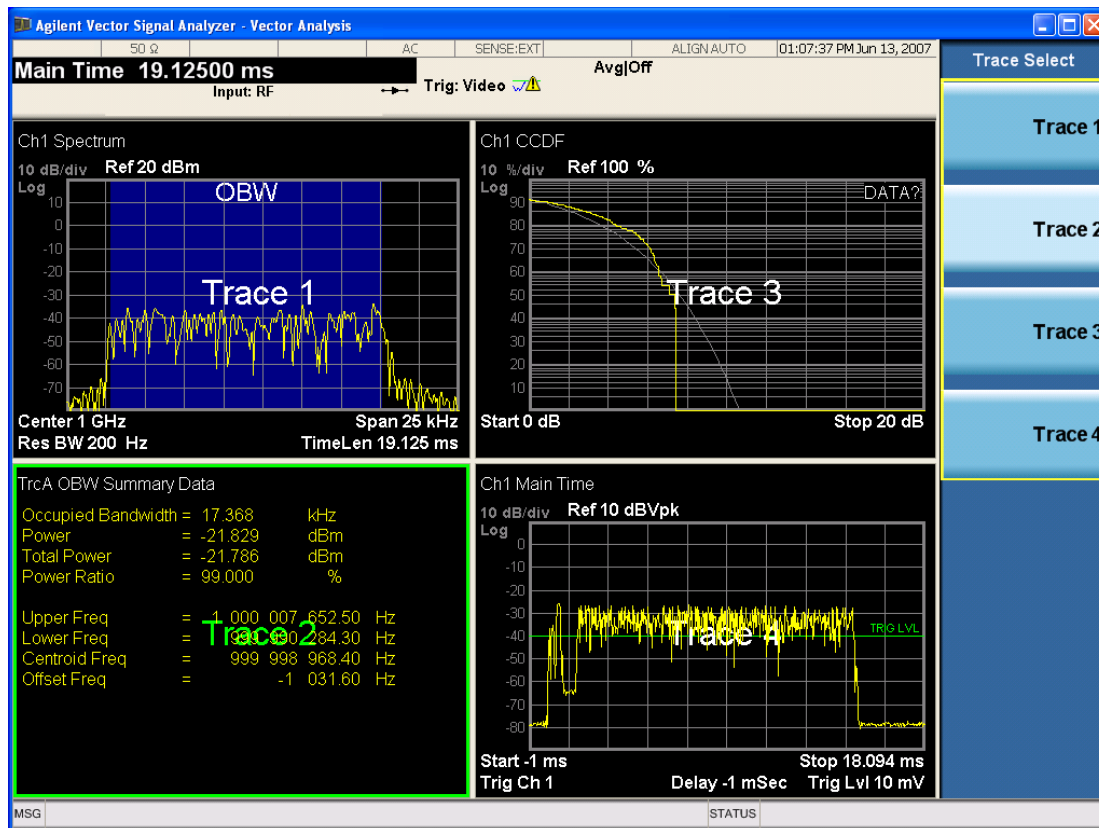 Agilent Vector Signal Analyzer - Vector Analysis
50 Ω AC SENSE:EXT ALIGN AUTO 01:07:37 PM Jun 13, 2007
Main Time 19.12500 ms
Input: RF
Trig: Video
Avg|Off
Trace Select
Trace 1
Trace 2
Trace 3
Trace 4
Ch1 Spectrum
10 dB/div Ref 20 dBm
Log
OBW
10
0
-10
-20
-30
-40
-50
-60
-70
Trace 1
Center 1 GHz Span 25 kHz
Res BW 200 Hz TimeLen 19.125 ms
Ch1 CCDF
10 %/div Ref 100 %
Log
DATA?
90
80
70
60
50
40
30
20
10
Trace 3
Start 0 dB Stop 20 dB
TrcA OBW Summary Data
Occupied Bandwidth = 17.368 kHz
Power = -21.829 dBm
Total Power = -21.786 dBm
Power Ratio = 99.000 %
Upper Freq = 1 000 007 652.50 Hz
Lower Freq = 999 990 284.30 Hz
Centroid Freq = 999 998 968.40 Hz
Offset Freq = -1 031.60 Hz
Trace 2
Ch1 Main Time
10 dB/div Ref 10 dBVpk
Log
0
-10
-20
-30
-40
-50
-60
-70
-80
TRIG LVL
Trace 4
Start -1 ms Stop 18.094 ms
Trig Ch 1 Delay -1 mSec Trig Lvl 10 mV
MSG STATUS